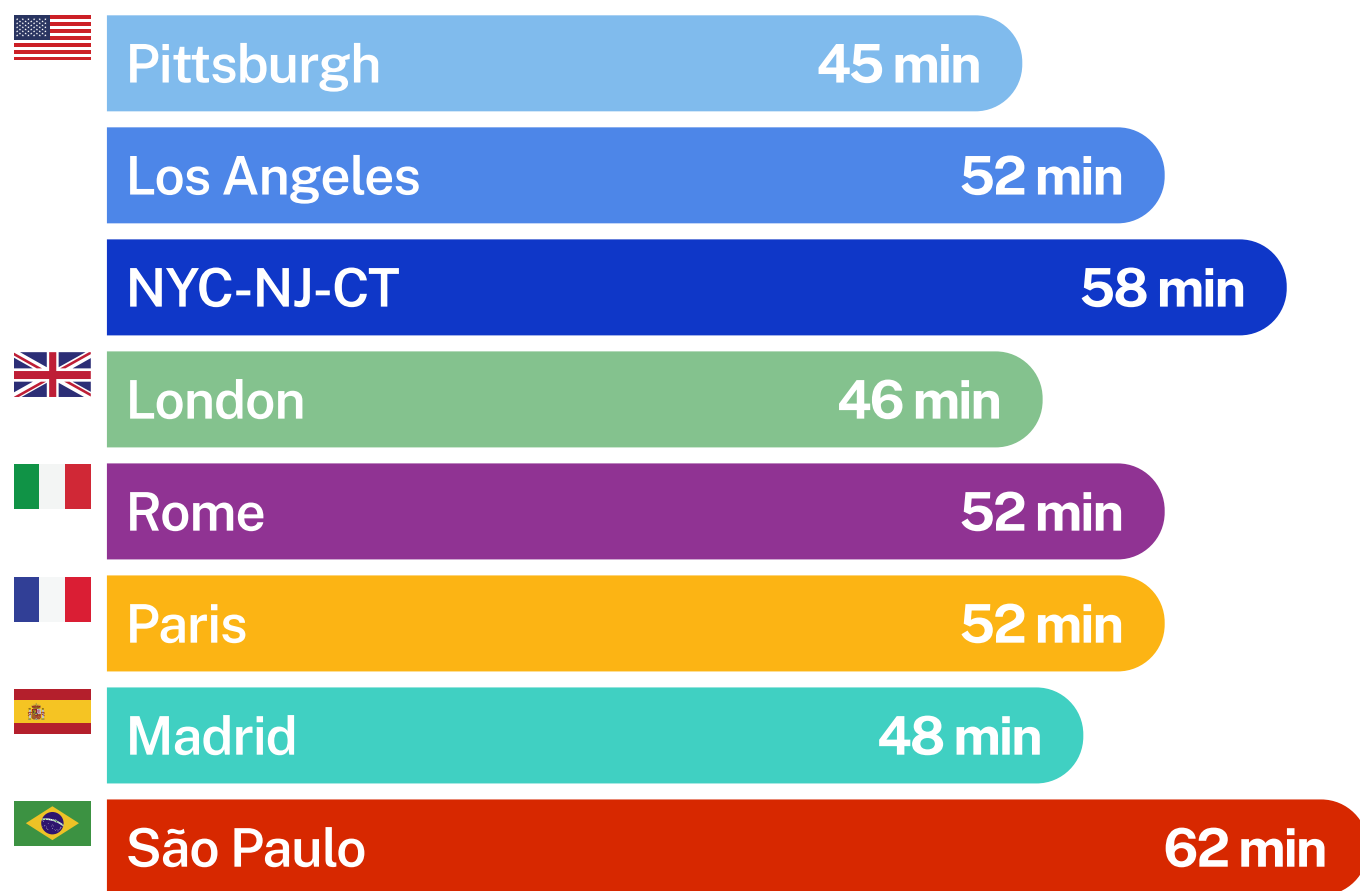 Pittsburgh 45 min
Los Angeles 52 min
NYC-NJ-CT 58 min
London 46 min
Rome 52 min
Paris 52 min
Madrid 48 min
São Paulo 62 min